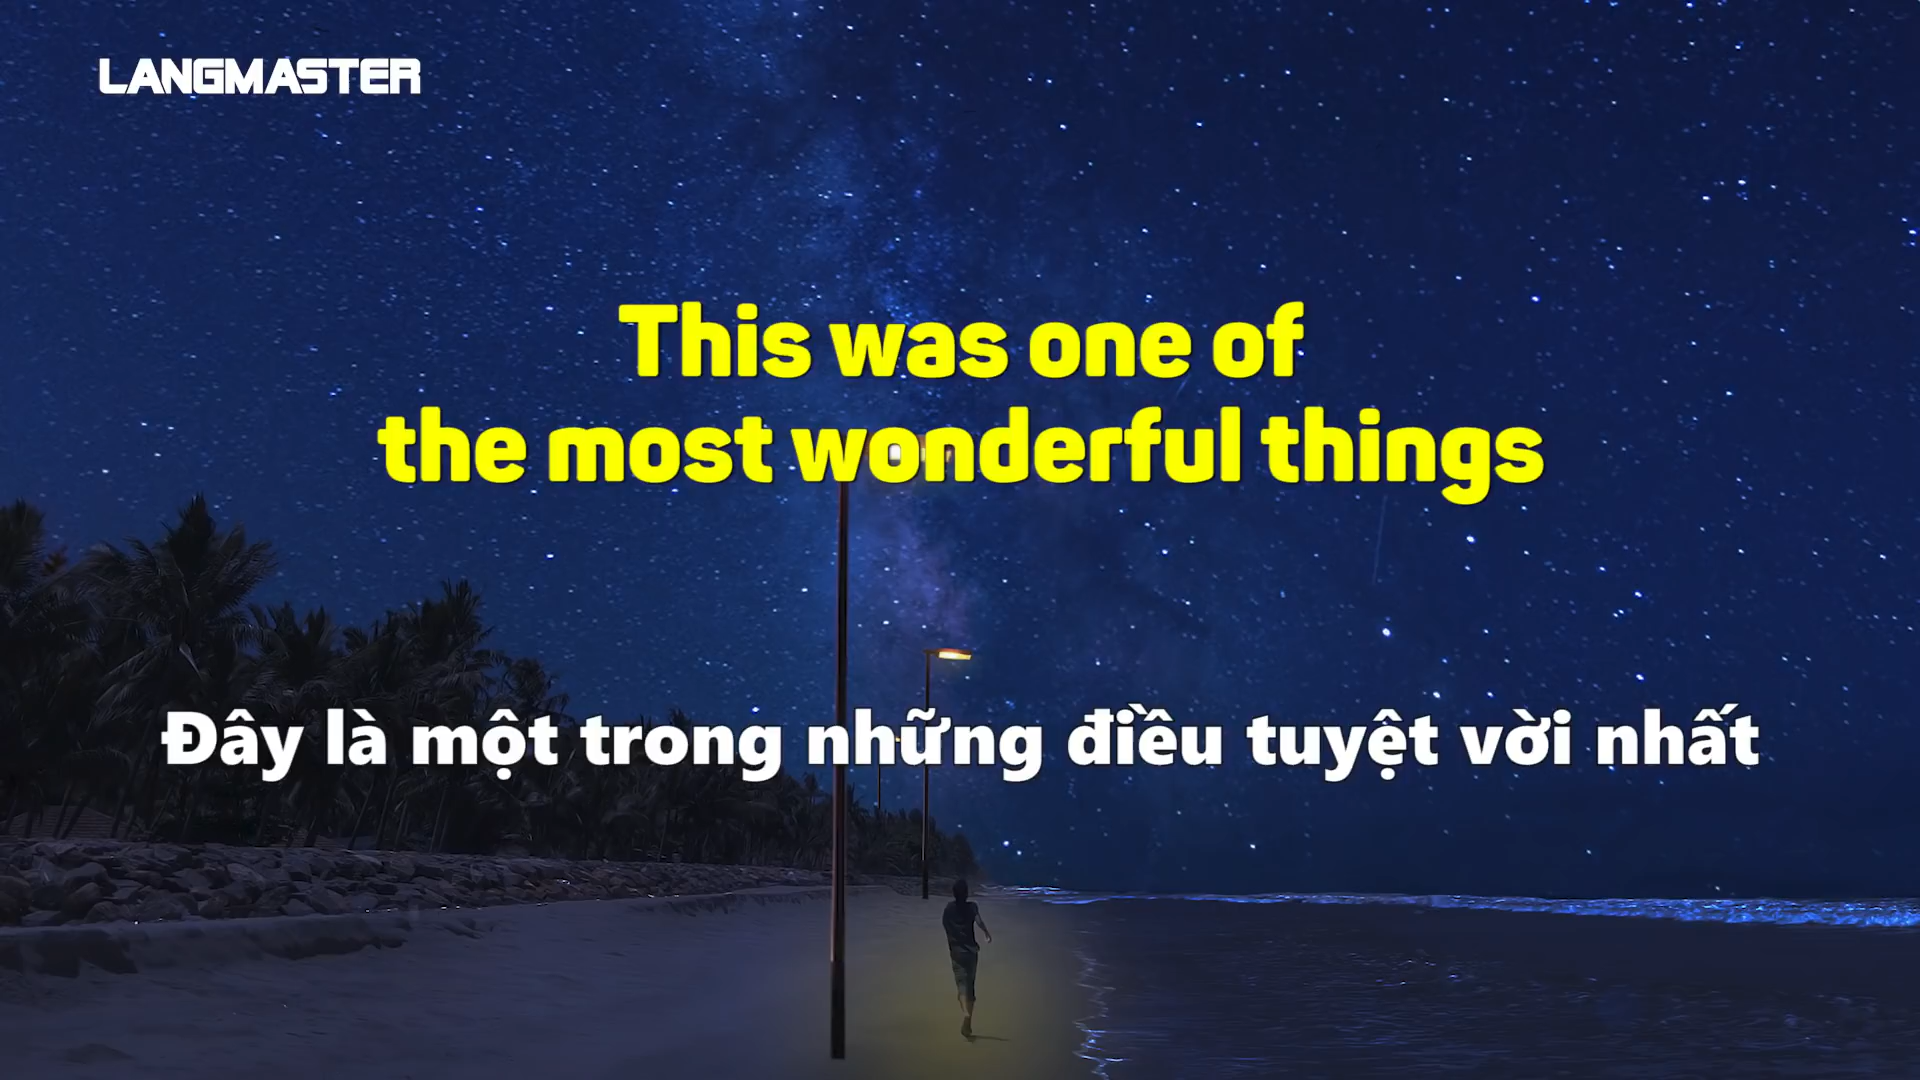 LANGMASTER
This was one of
the most wonderful things
Đây là một trong những điều tuyệt vời nhất